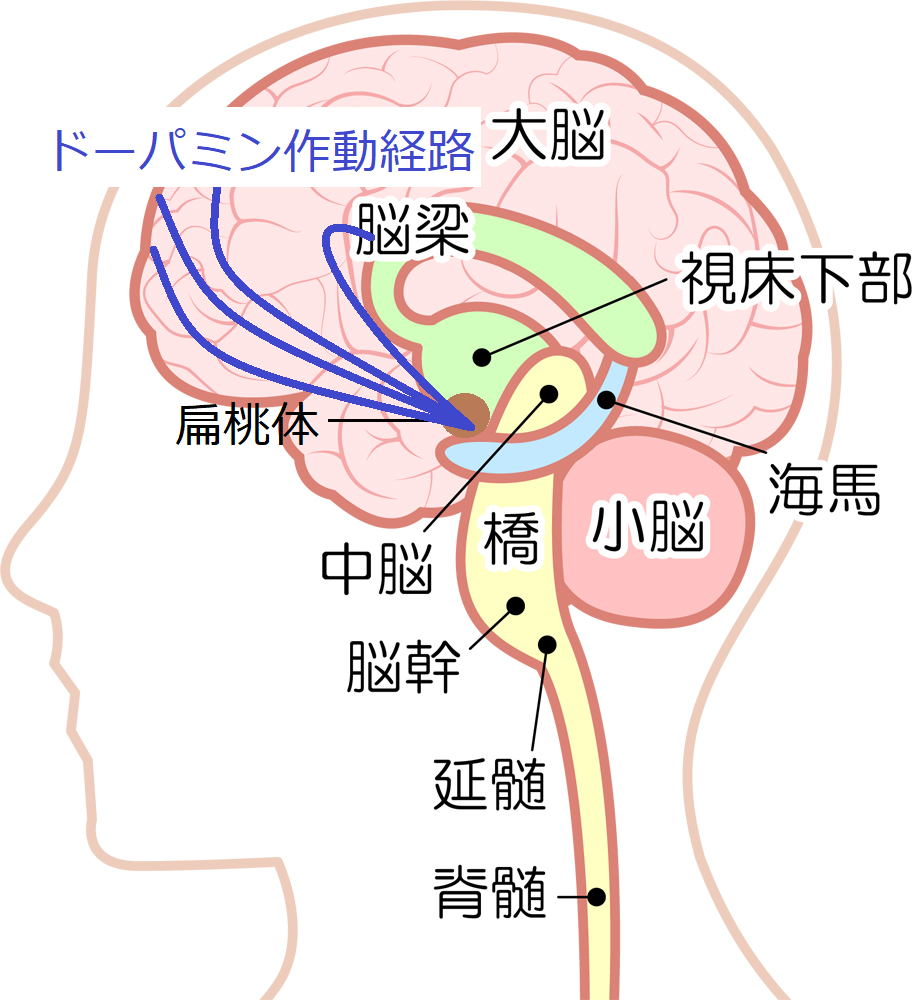 大脳
ドーパミン作動経路
脳梁
視床下部
扁桃体
海馬
橋
小脳
中脳
脳幹
延髄
脊髄